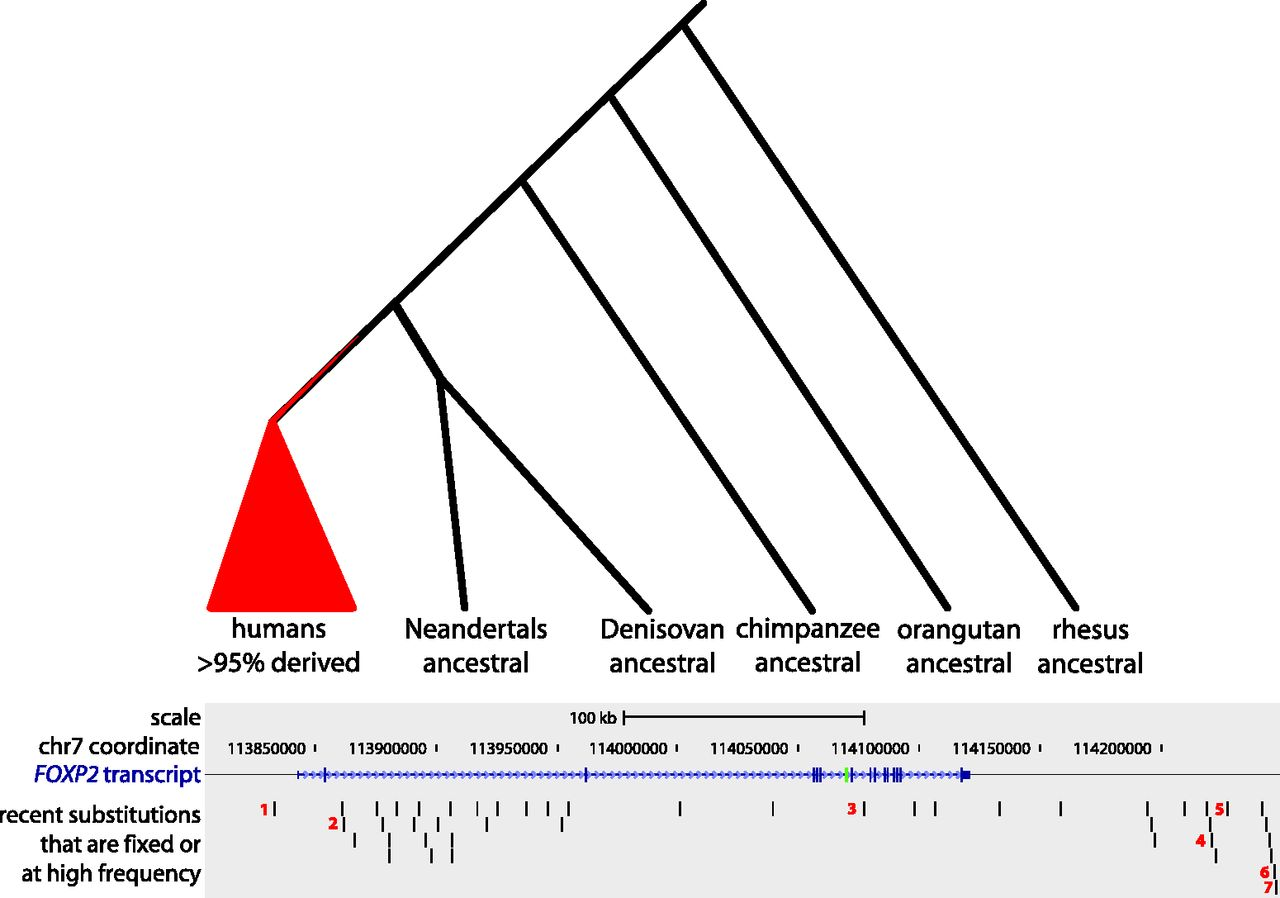 humans
>95% derived
Neandertals
ancestral
Denisovan
ancestral
chimpanzee
ancestral
orangutan
ancestral
rhesus
ancestral
scale
100 kb
chr7 coordinate
113850000
113900000
113950000
114000000
114050000
114100000
114150000
114200000
FOXP2 transcript
recent substitutions
that are fixed or
at high frequency
1
2
3
4
5
6
7